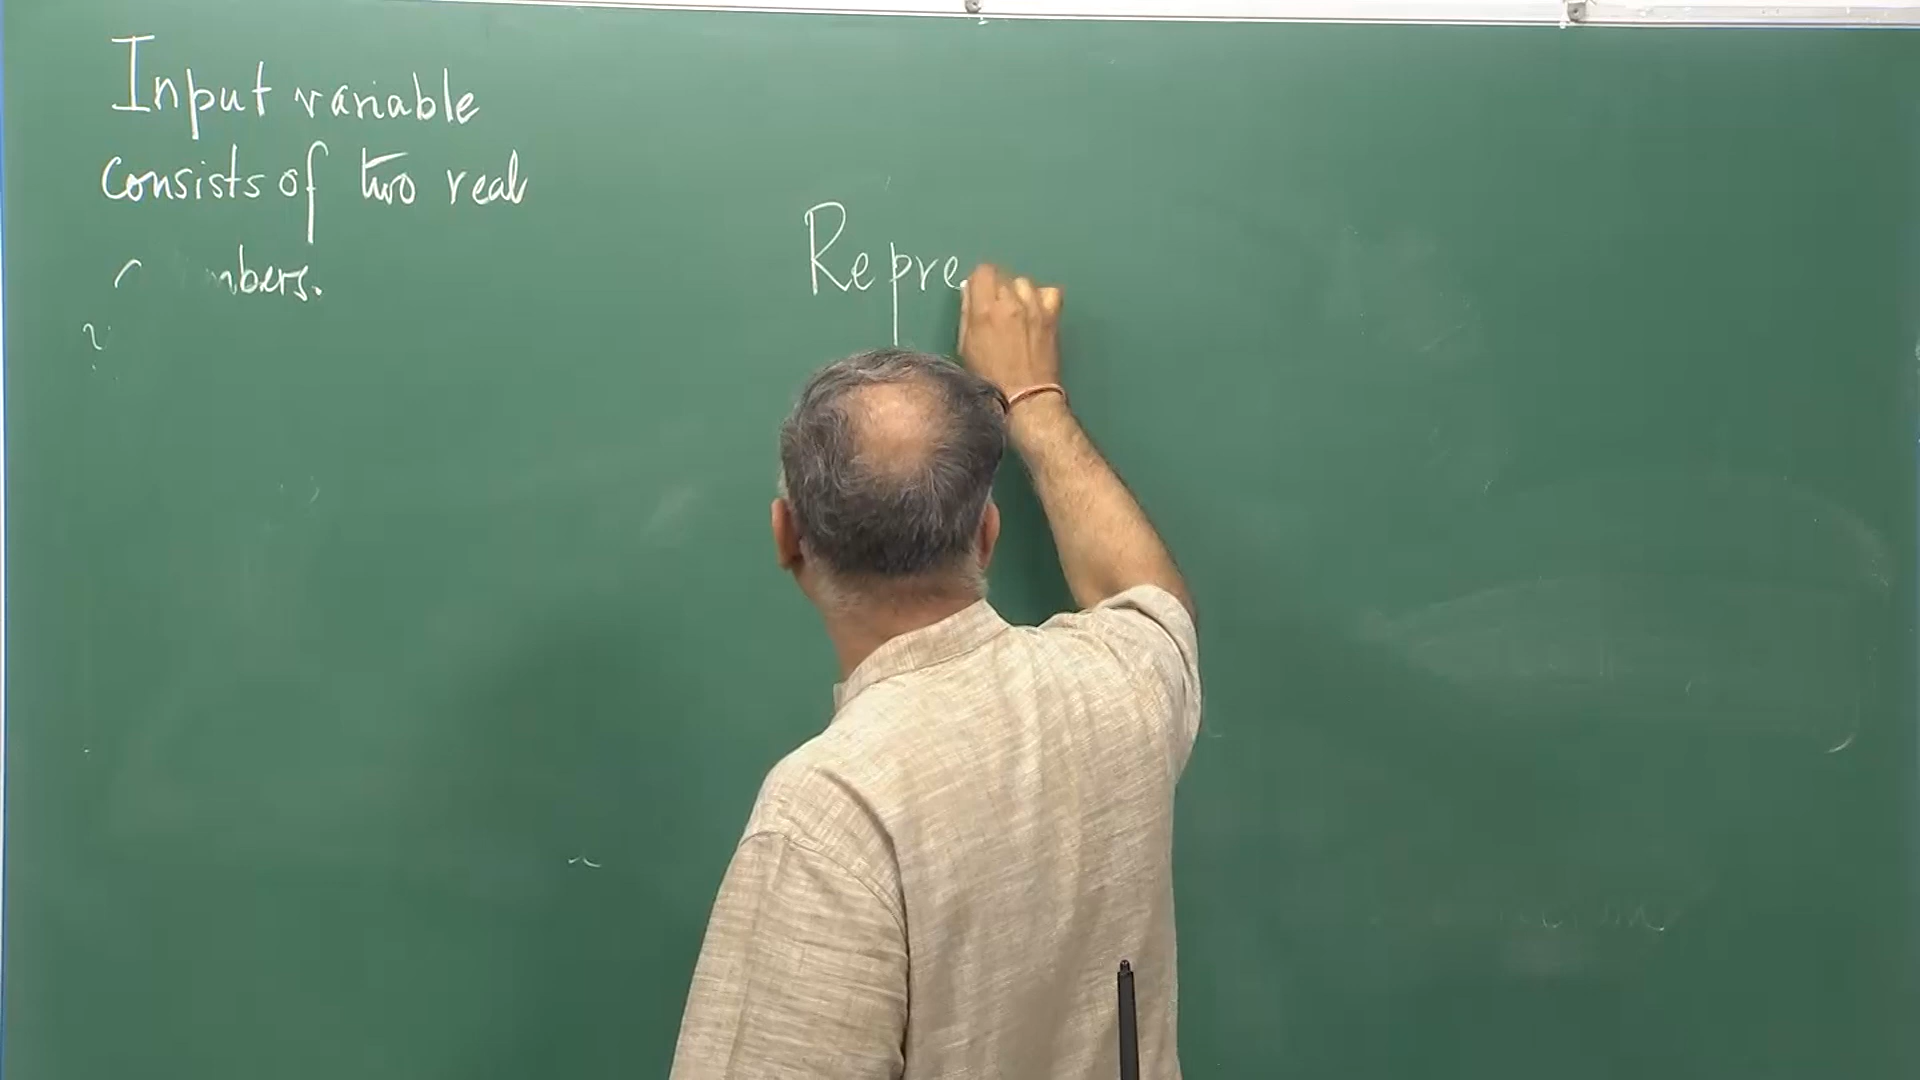 Input variable
consists of two real
mbers.
Repre